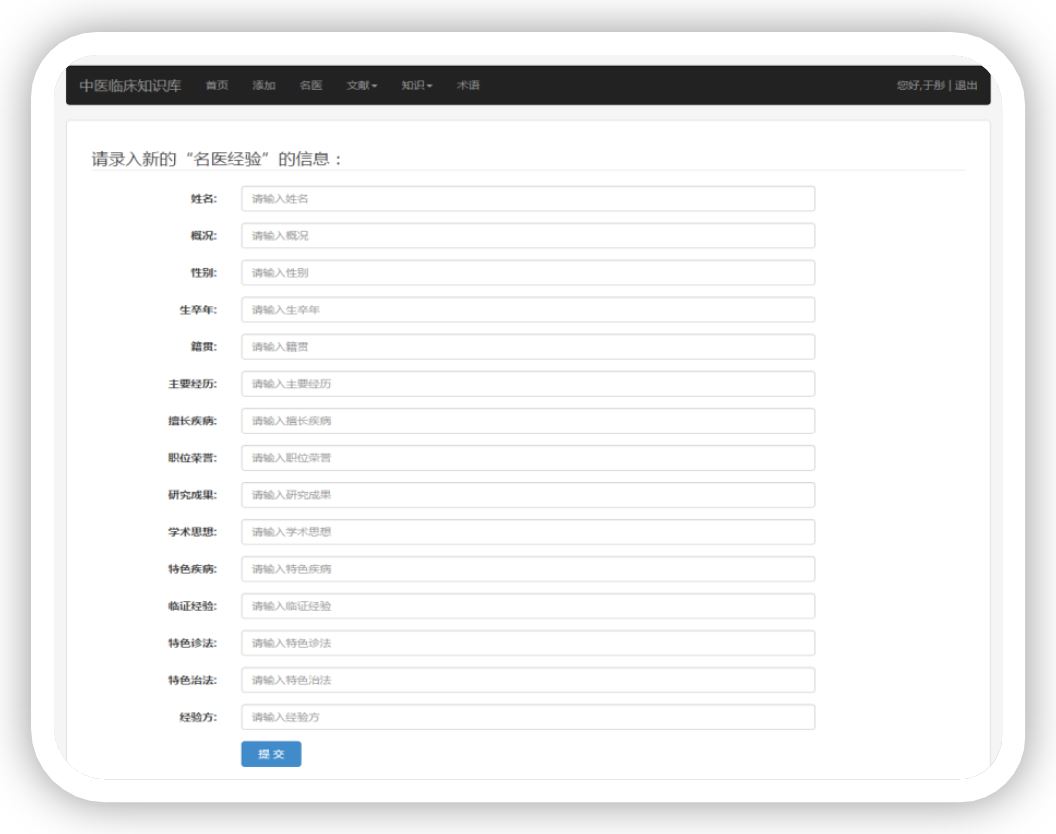 中医临床知识库 首页 添加 名医 文献 知识 术语 您好,于彤 | 退出
请录入新的“名医经验”的信息：
姓名: 请输入姓名
概况: 请输入概况
性别: 请输入性别
生卒年: 请输入生卒年
籍贯: 请输入籍贯
主要经历: 请输入主要经历
擅长疾病: 请输入擅长疾病
职位荣誉: 请输入职位荣誉
研究成果: 请输入研究成果
学术思想: 请输入学术思想
特色疾病: 请输入特色疾病
临证经验: 请输入临证经验
特色诊法: 请输入特色诊法
特色治法: 请输入特色治法
经验方: 请输入经验方
提 交